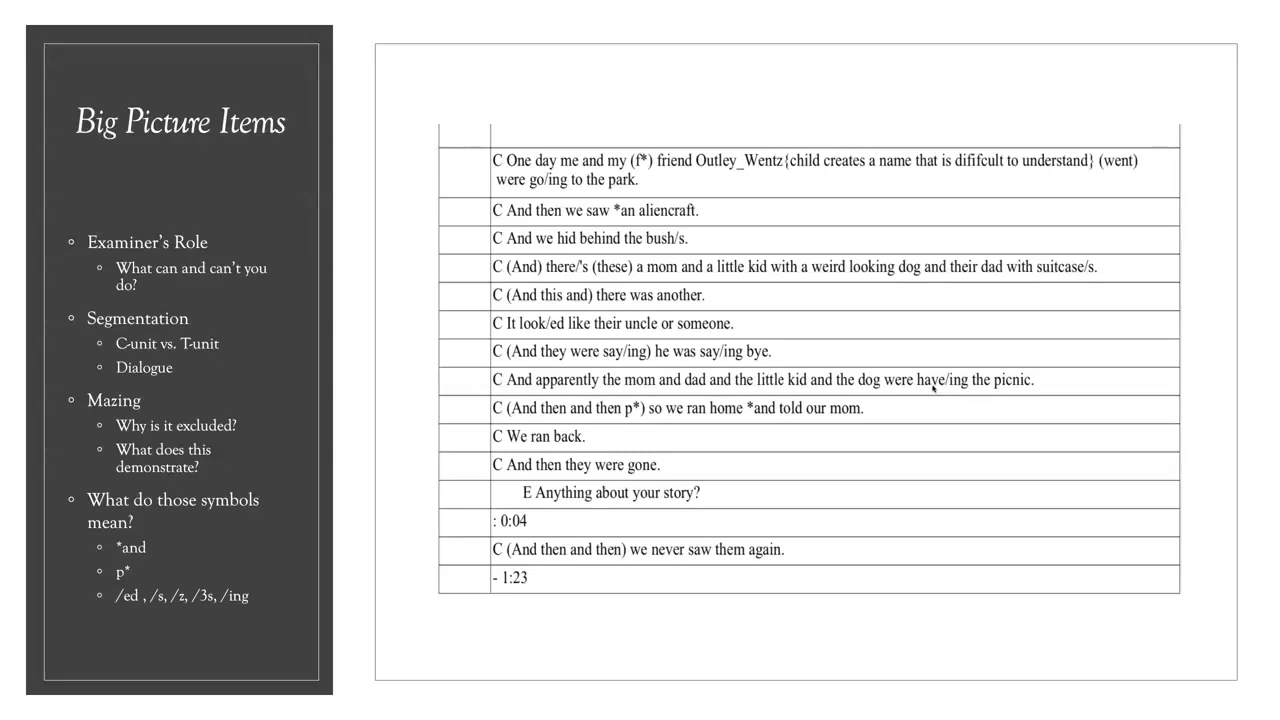 Big Picture Items
Examiner's Role
What can and can't you
do?
Segmentation
C-unit vs. T-unit
Dialogue
Mazing
Why is it excluded?
What does this
demonstrate?
What do those symbols
mean?
*and
p*
/ed , /s, /z, /3s, /ing
C One day me and my (f*) friend Outley_Wentz{child creates a name that is dififcult to understand} (went)
were go/ing to the park.
C And then we saw *an aliencraft.
C And we hid behind the bush/s.
C (And) there/'s (these) a mom and a little kid with a weird looking dog and their dad with suitcase/s.
C (And this and) there was another.
C It look/ed like their uncle or someone.
C (And they were say/ing) he was say/ing bye.
C And apparently the mom and dad and the little kid and the dog were have/ing the picnic.
C (And then and then p*) so we ran home *and told our mom.
C We ran back.
C And then they were gone.
E Anything about your story?
: 0:04
C (And then and then) we never saw them again.
- 1:23